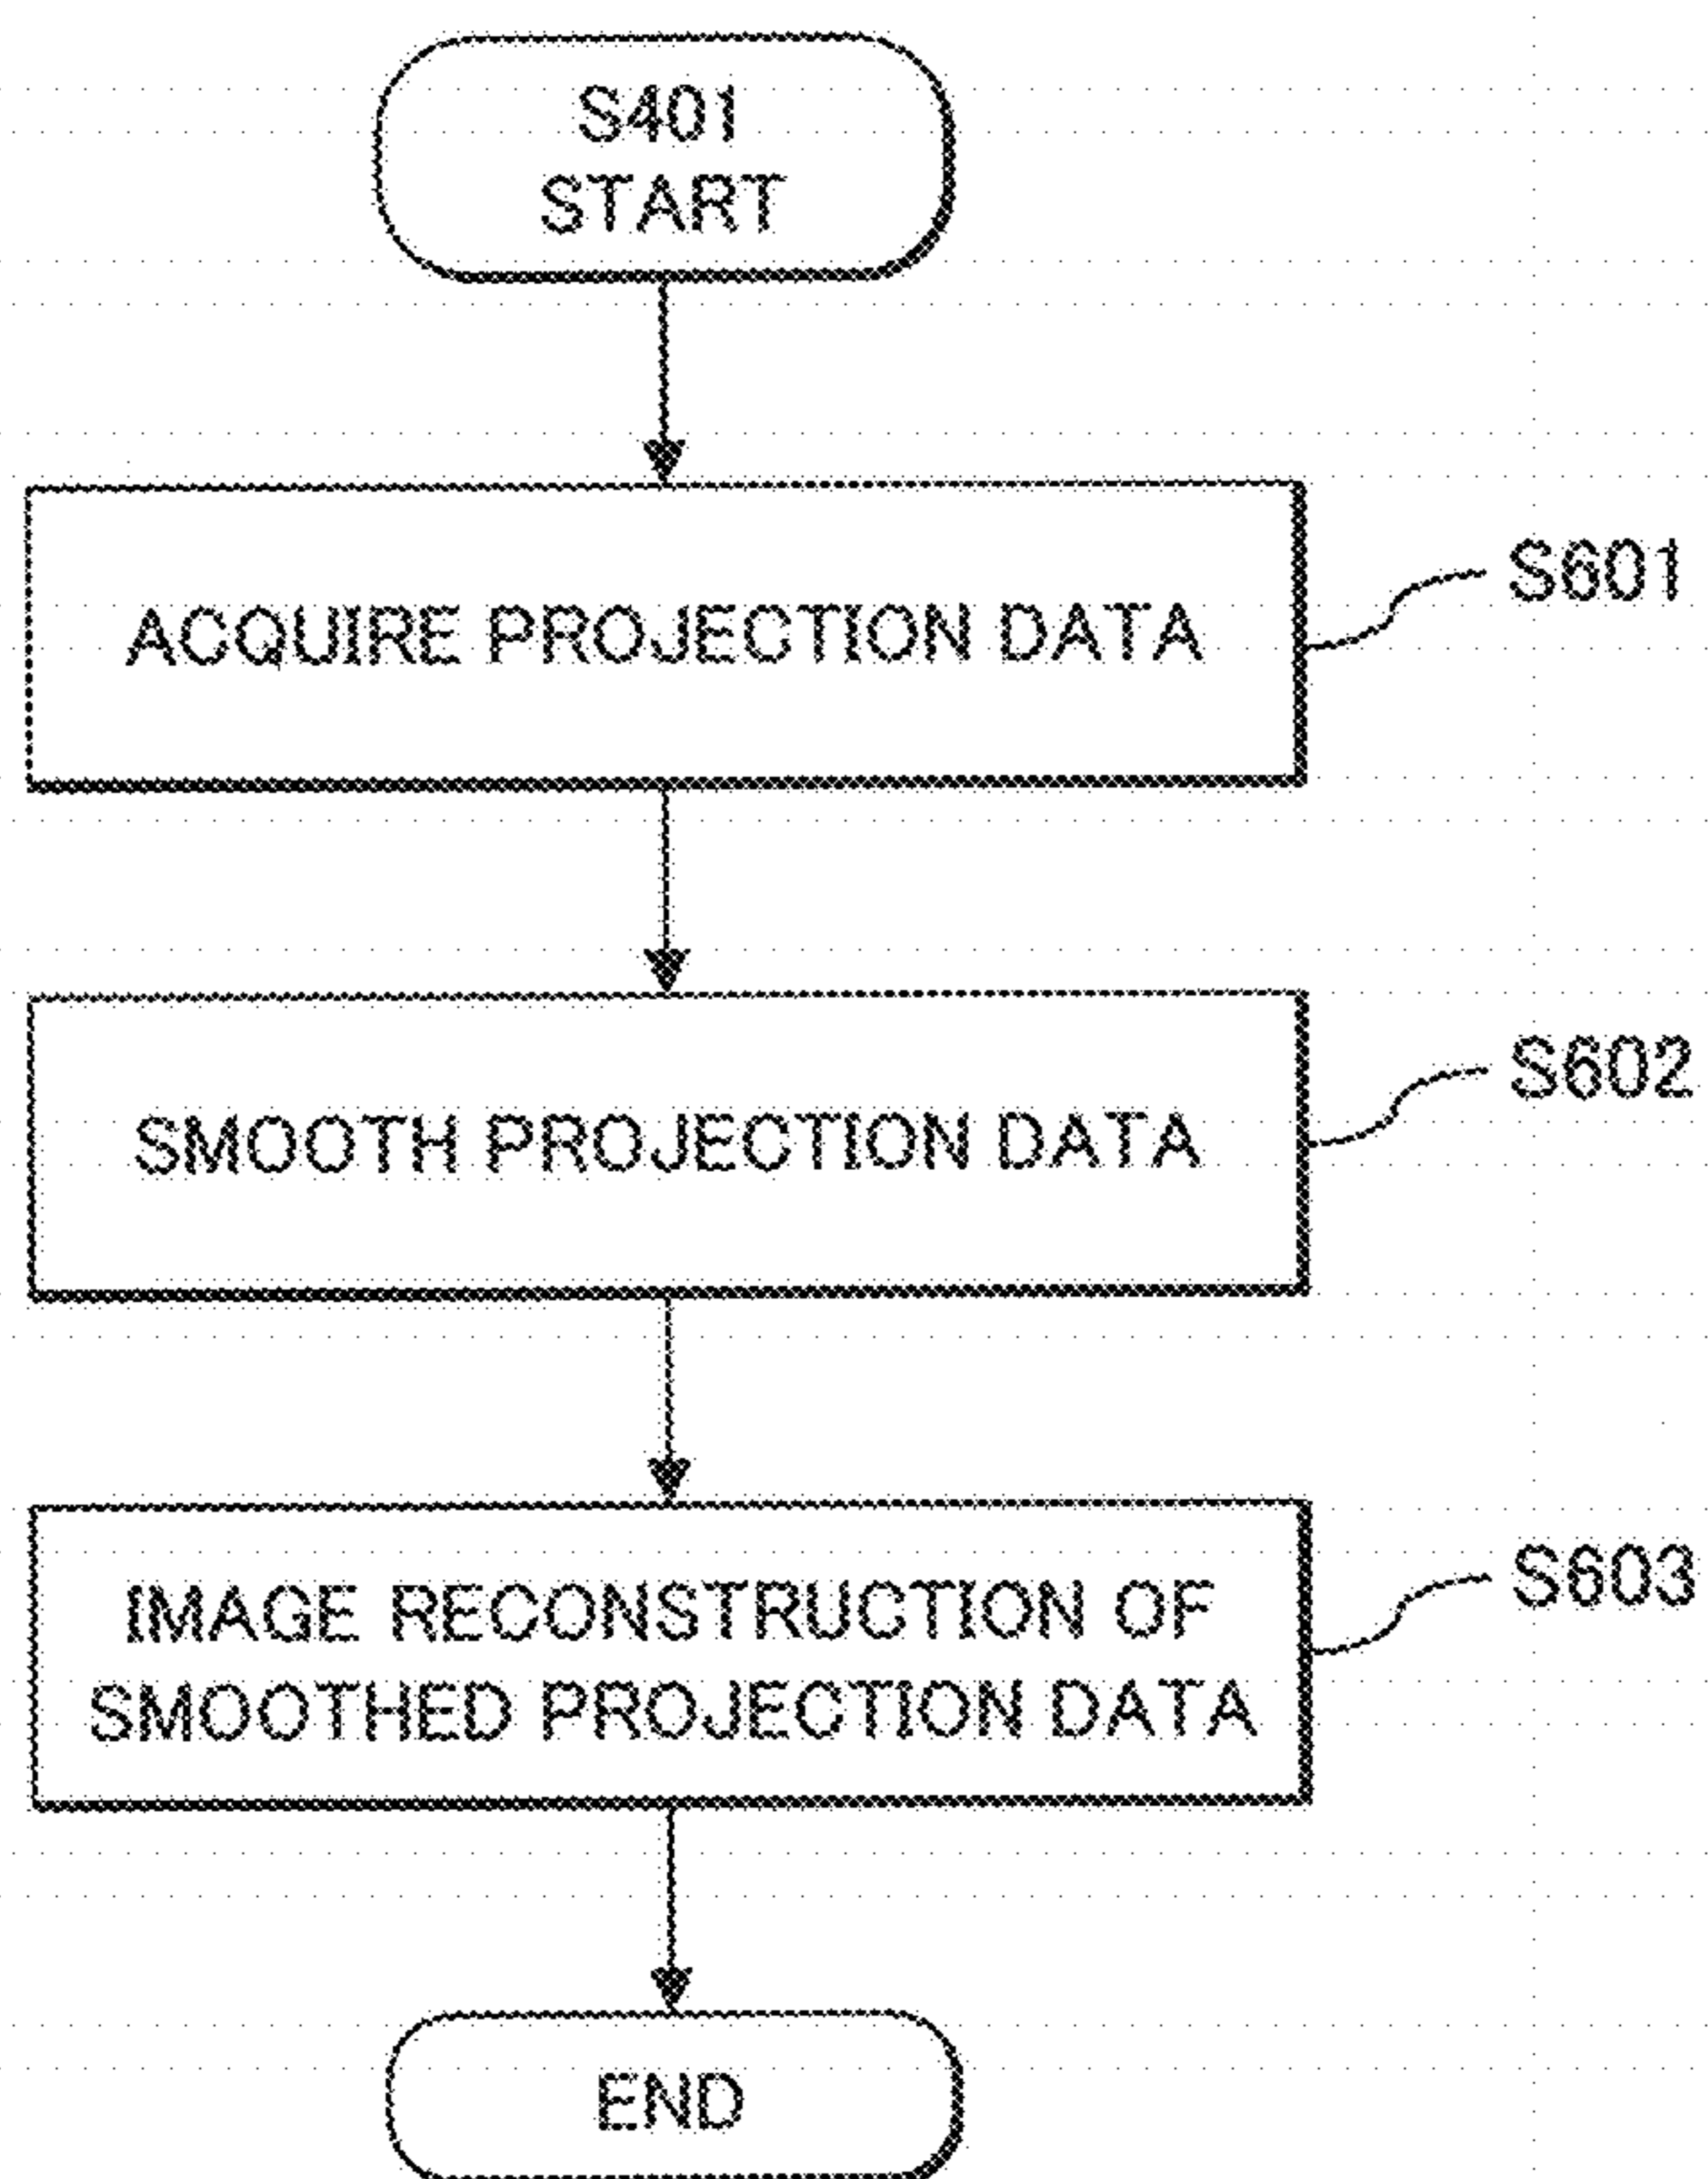 S401
START
ACQUIRE PROJECTION DATA
S601
SMOOTH PROJECTION DATA
S602
IMAGE RECONSTRUCTION OF
SMOOTHED PROJECTION DATA
S603
END